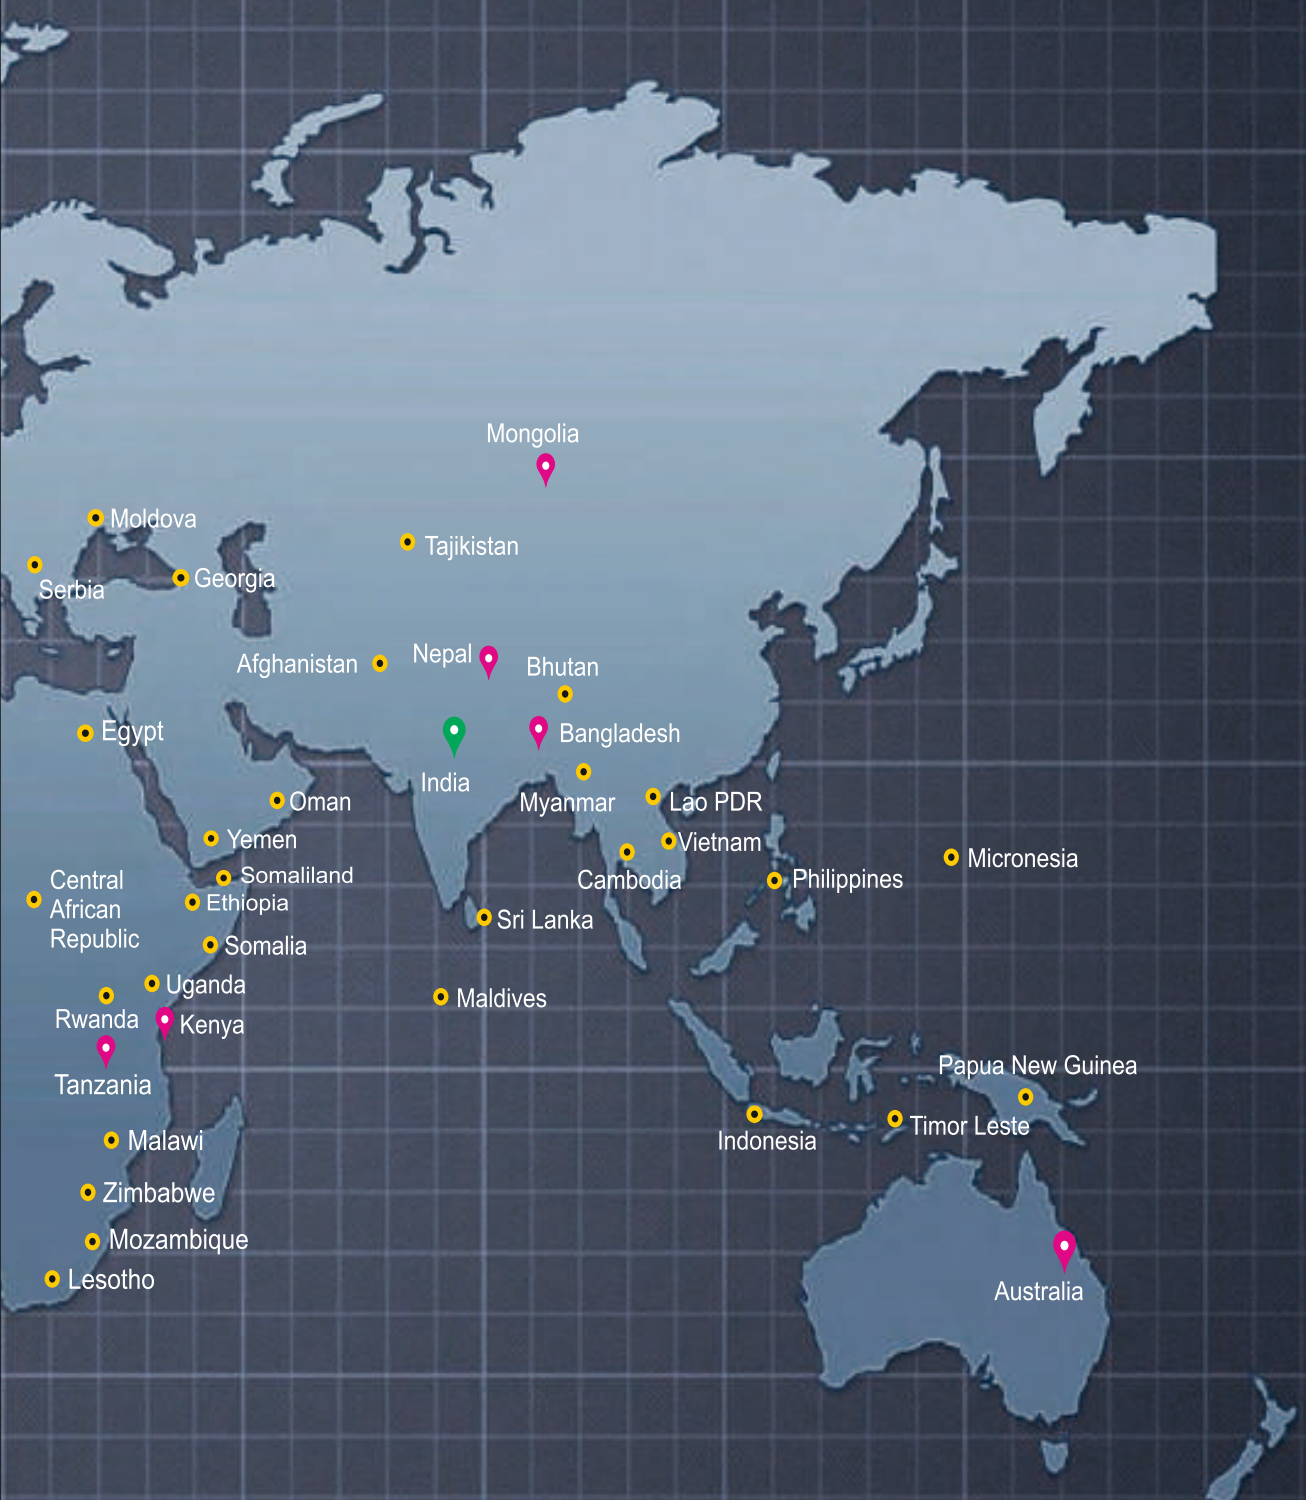 Mongolia
Moldova
Tajikistan
Serbia
Georgia
Afghanistan
Nepal
Bhutan
Egypt
Bangladesh
India
Oman
Myanmar
Lao PDR
Yemen
Vietnam
Micronesia
Central
African
Republic
Somaliland
Cambodia
Philippines
Ethiopia
Sri Lanka
Somalia
Uganda
Maldives
Rwanda
Kenya
Papua New Guinea
Tanzania
Timor Leste
Indonesia
Malawi
Zimbabwe
Mozambique
Lesotho
Australia